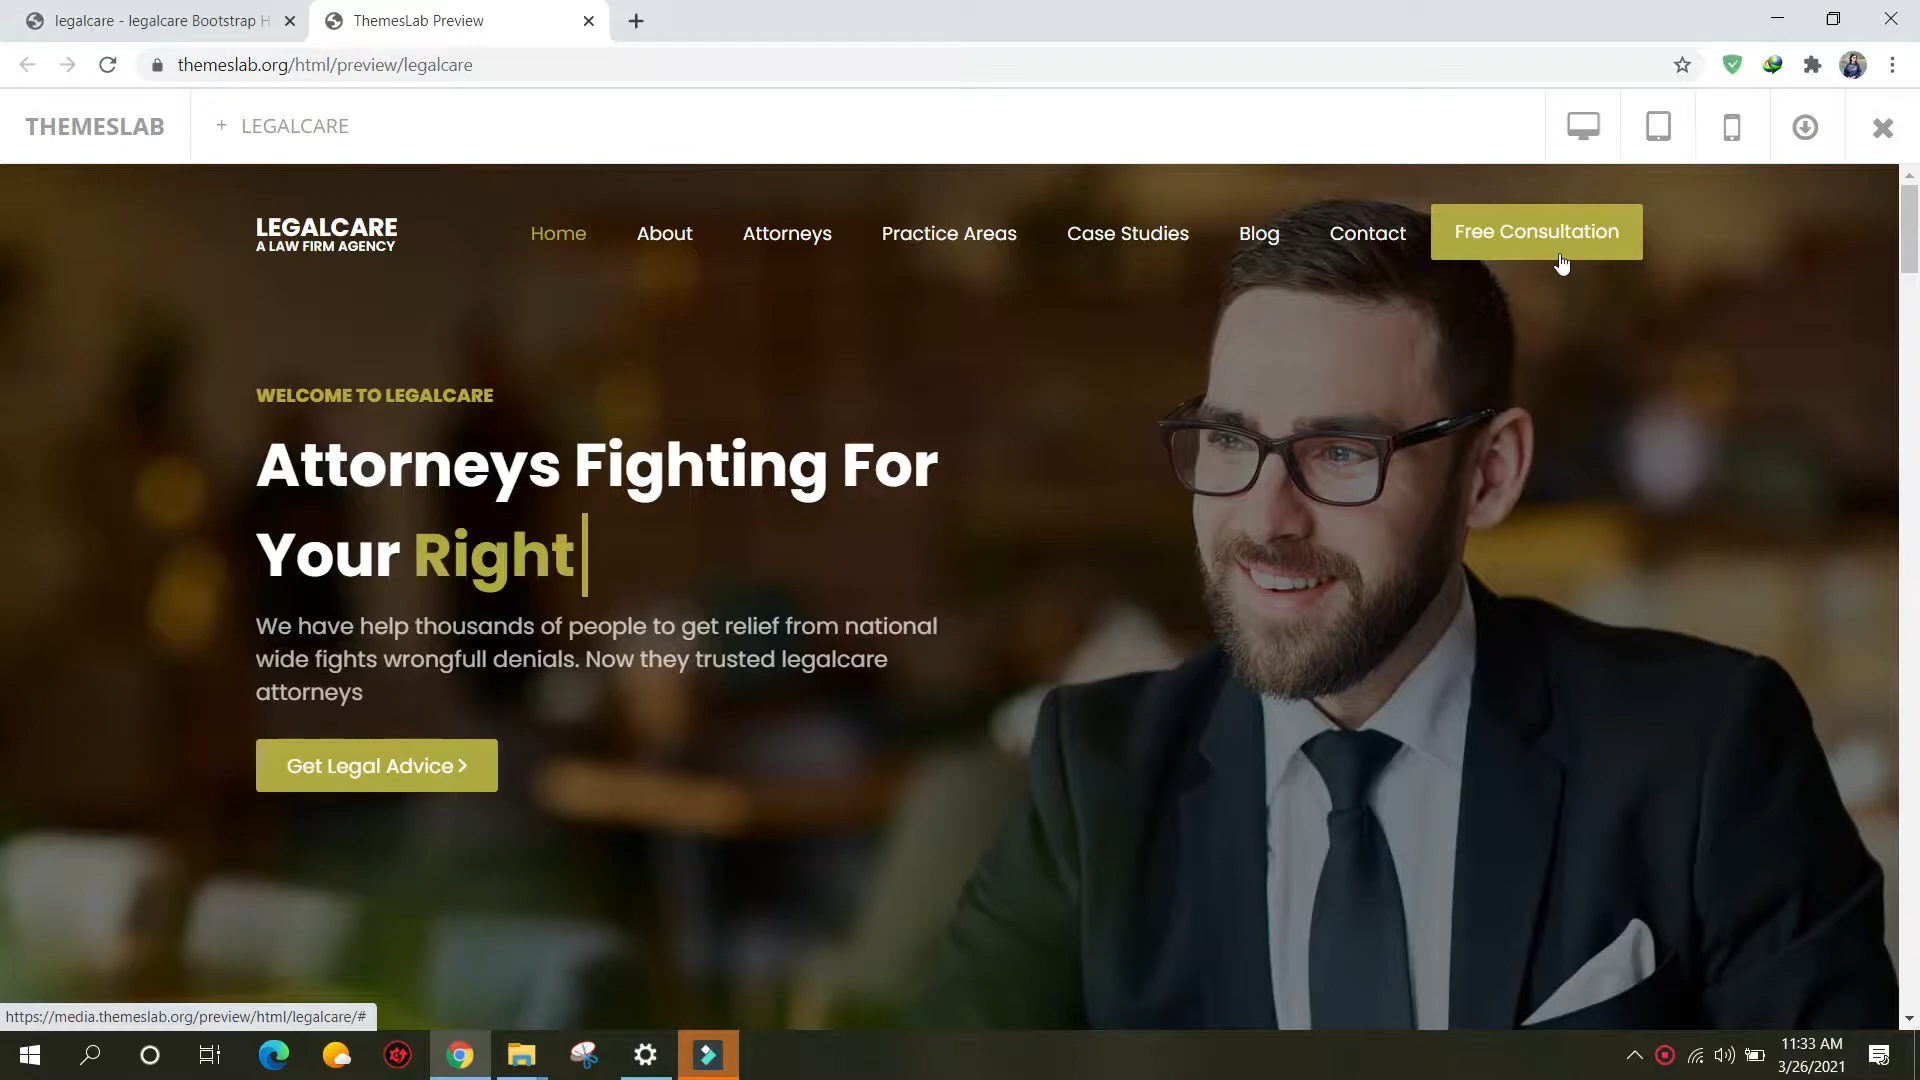 legalcare - legalcare Bootstrap H
ThemesLab Preview
themeslab.org/html/preview/legalcare
THEMESLAB
+ LEGALCARE
LEGALCARE
A LAW FIRM AGENCY
Home
About
Attorneys
Practice Areas
Case Studies
Blog
Contact
Free Consultation
WELCOME TO LEGALCARE
Attorneys Fighting For
Your Right
We have help thousands of people to get relief from national
wide fights wrongfull denials. Now they trusted legalcare
attorneys
Get Legal Advice >
https://media.themeslab.org/preview/html/legalcare/#
11:33 AM
3/26/2021